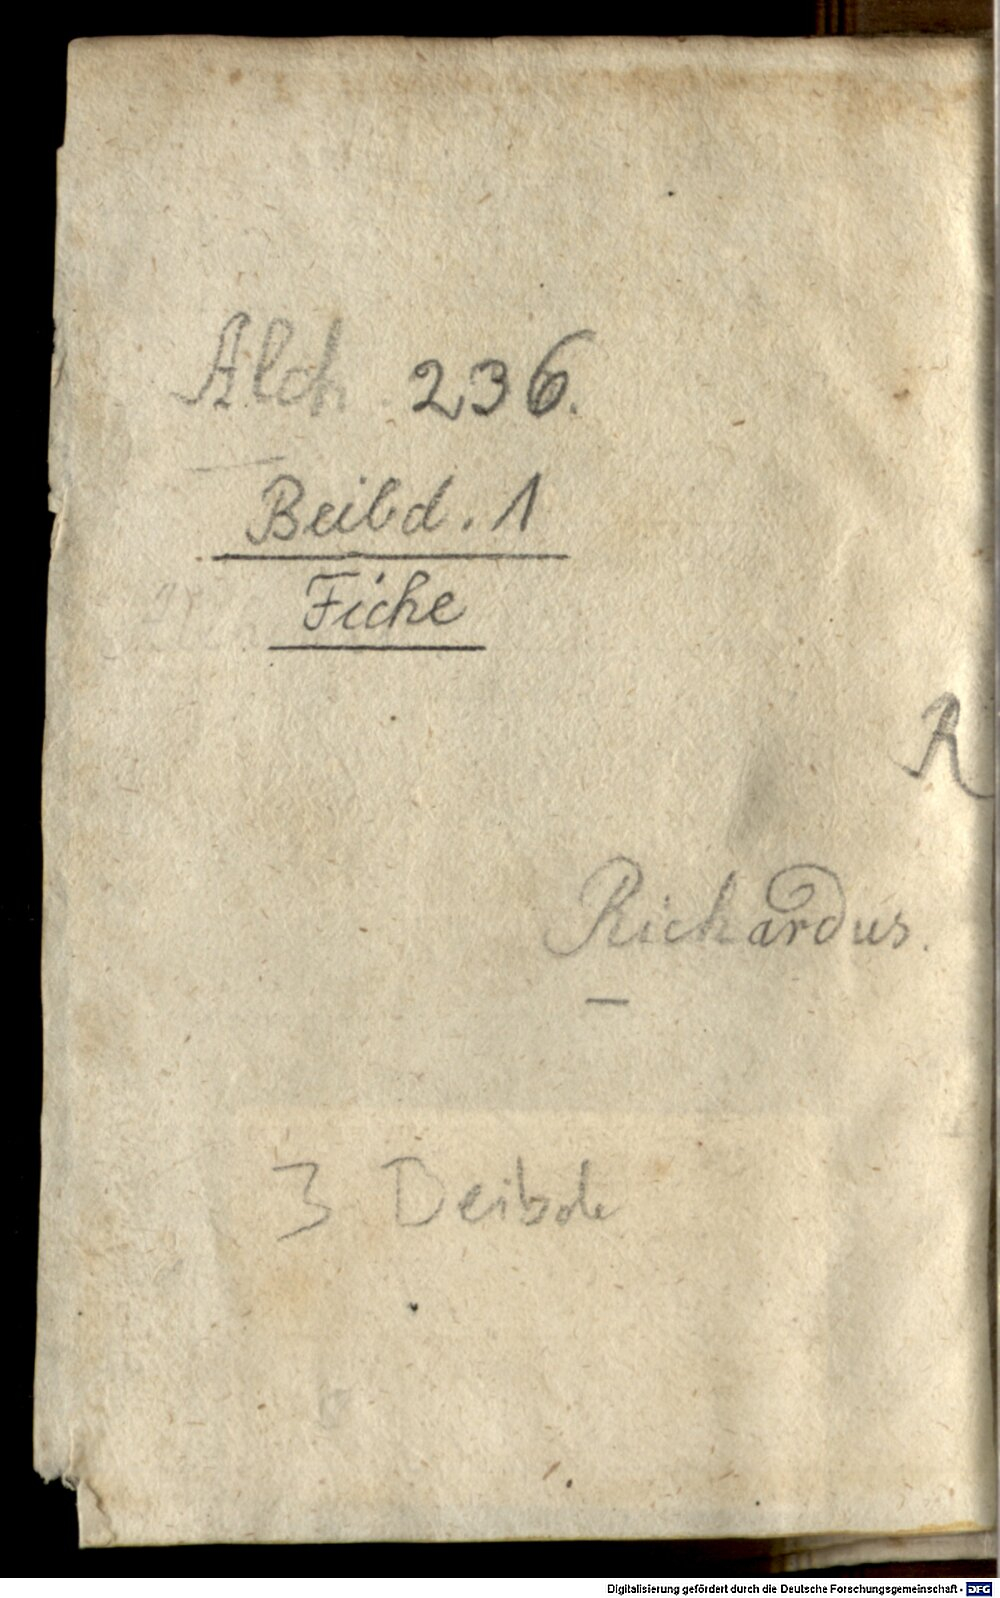 Alch. 236.
Beibd. 1
Fiche
R
Richardus.
3 Beibde
Digitalisierung gefördert durch die Deutsche Forschungsgemeinschaft - DFG